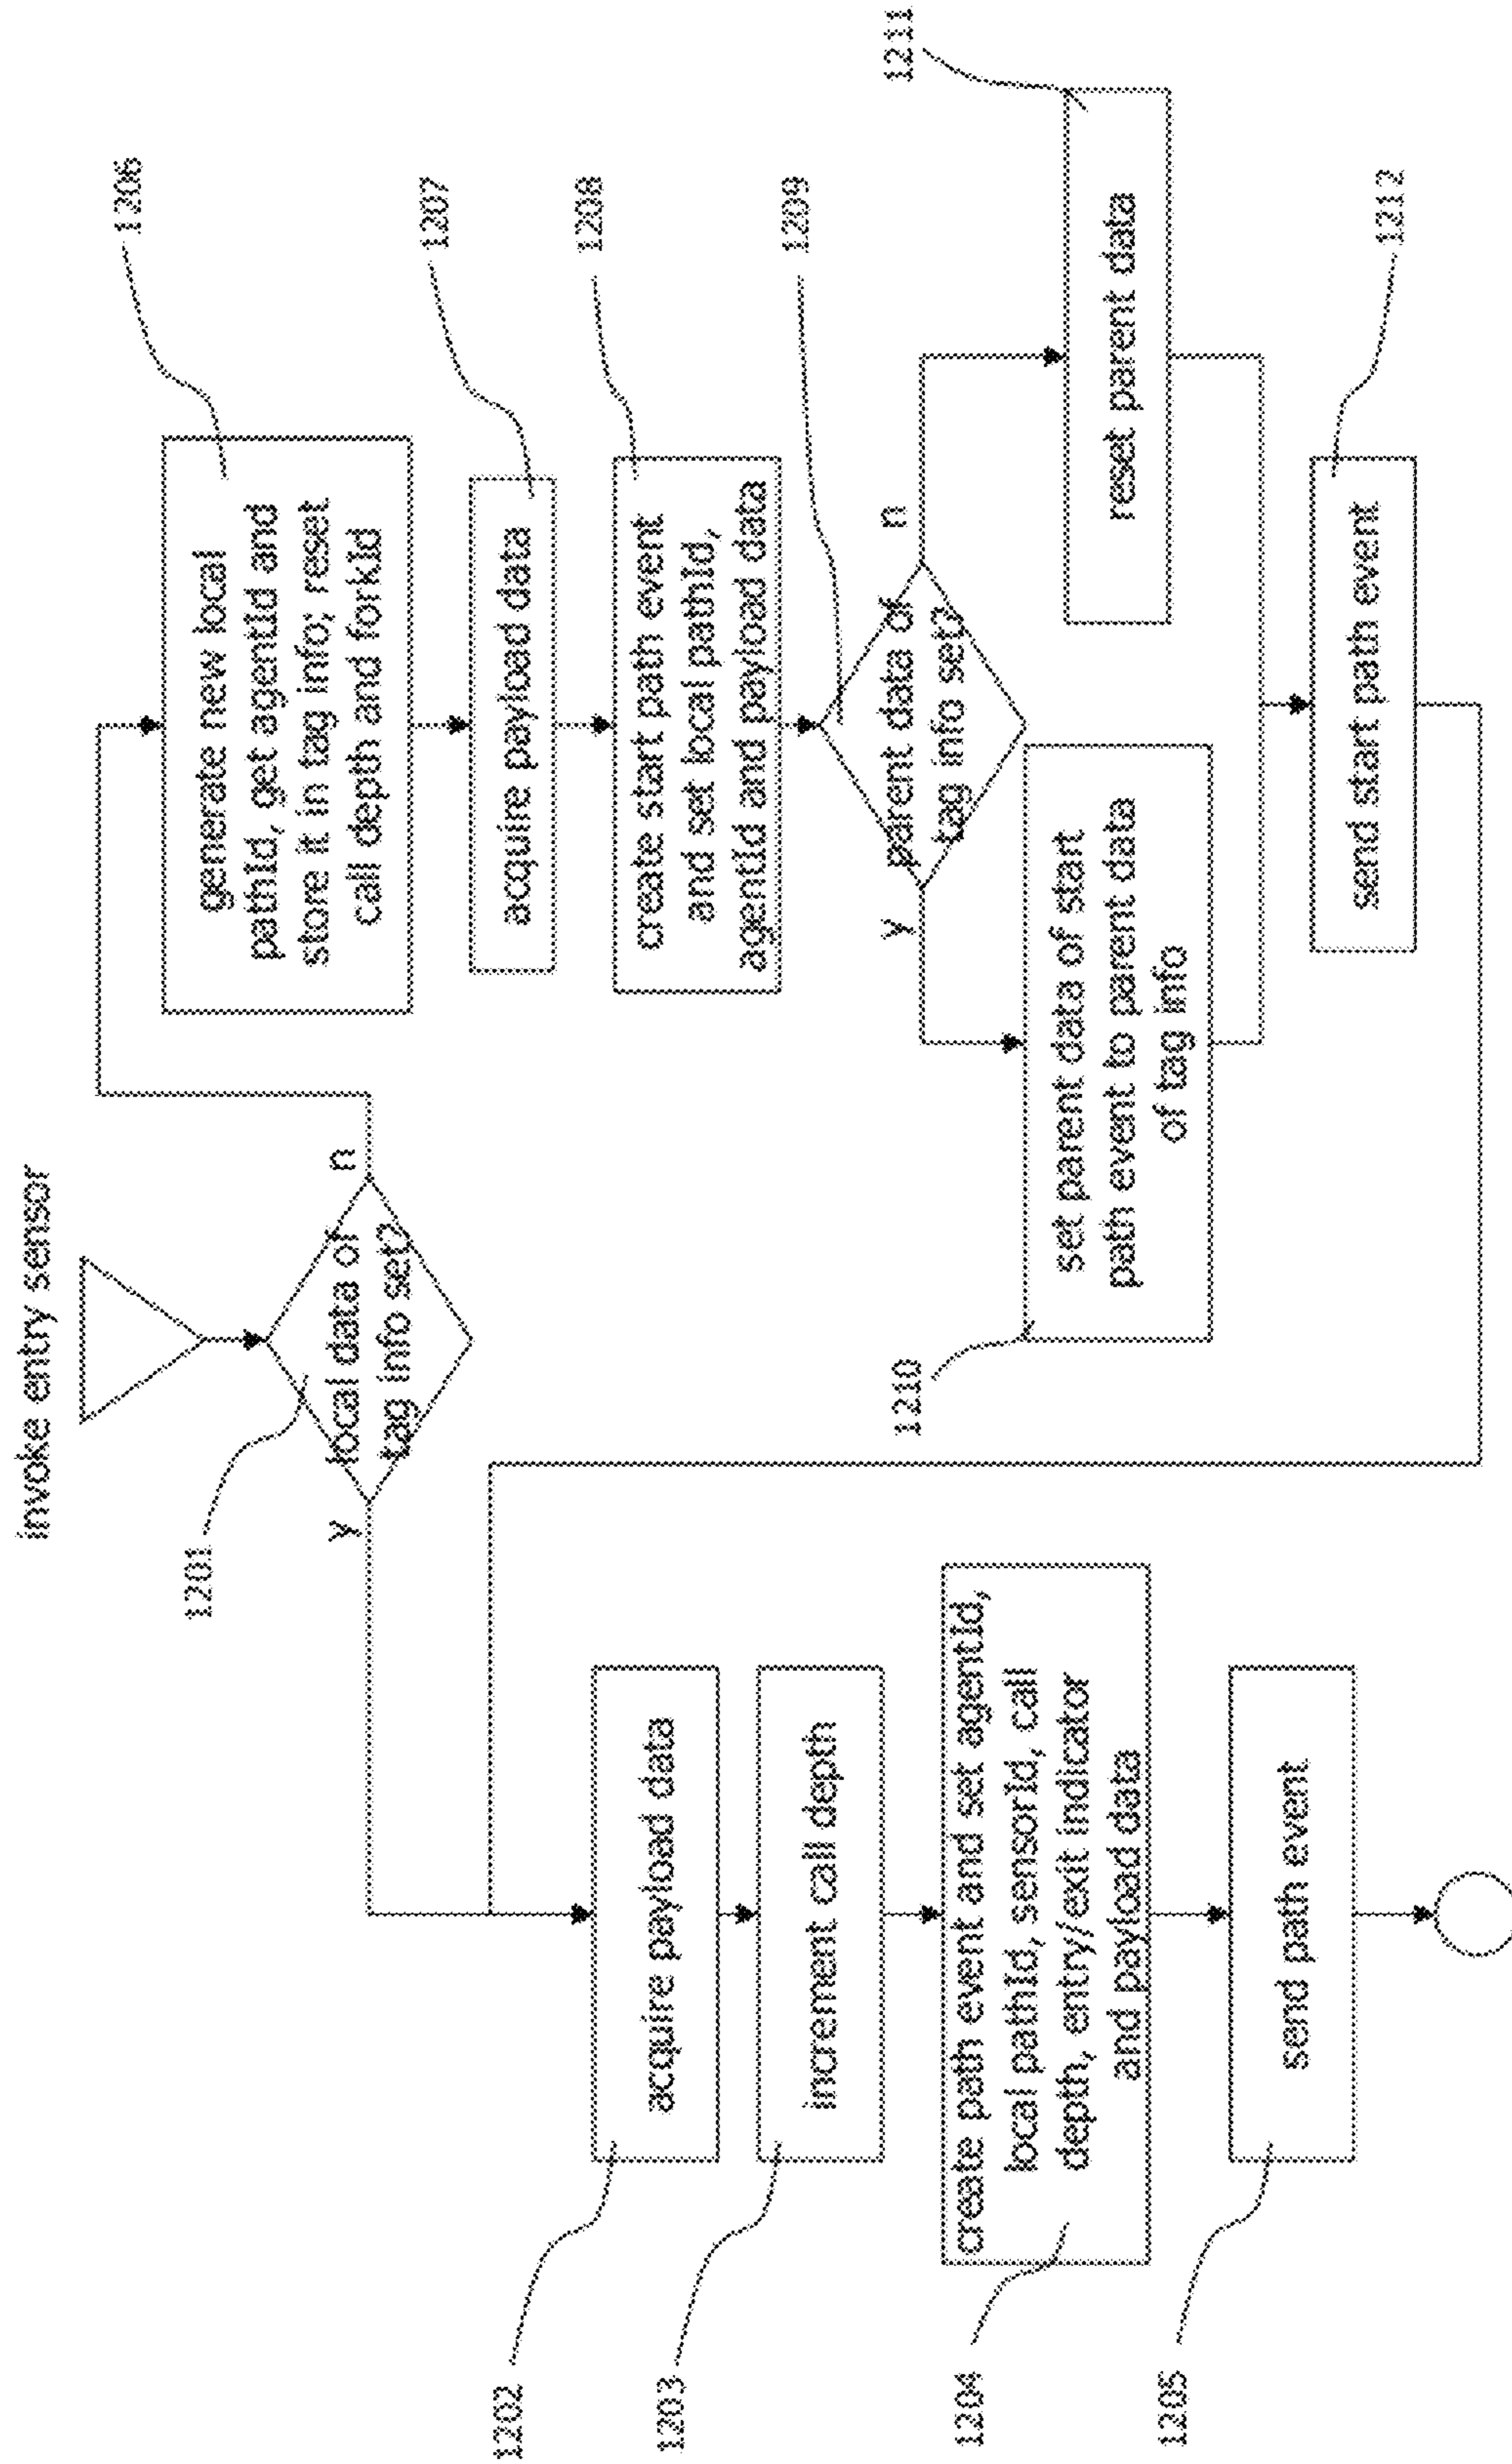 invoke entry sensor
1201
local data of
tag info set?
y
n
1202
acquire payload data
1203
increment call depth
1204
create path event and set agentId,
local pathId, sensorId, call
depth, entry/exit indicator
and payload data
1205
send path event
1206
generate new local
pathId, get agentId and
store it in tag info; reset
call depth and forkId
1207
acquire payload data
1208
create start path event
and set local pathId,
agentId and payload data
1209
parent data of
tag info set?
y
n
1210
set parent data of start
path event to parent data
of tag info
1211
reset parent data
1212
send start path event